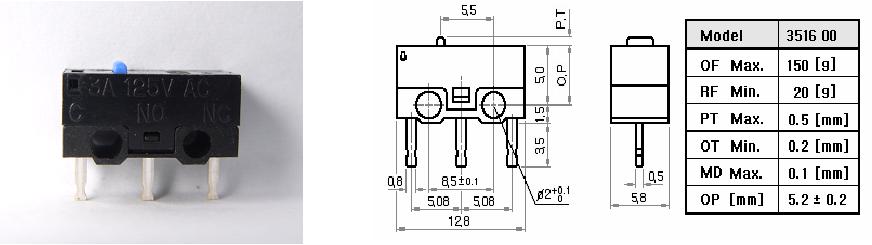 3A 125V AC
C NO NC
5,5
P.T
5,0
O.P
1,5
3,5
0,8
8,5±0.1
Ø2 +0.1 0
5,08 5,08
12,8
0,5
5,8
Model 3516 00
OF Max. 150 [g]
RF Min. 20 [g]
PT Max. 0.5 [mm]
OT Min. 0.2 [mm]
MD Max. 0.1 [mm]
OP [mm] 5.2 ± 0.2